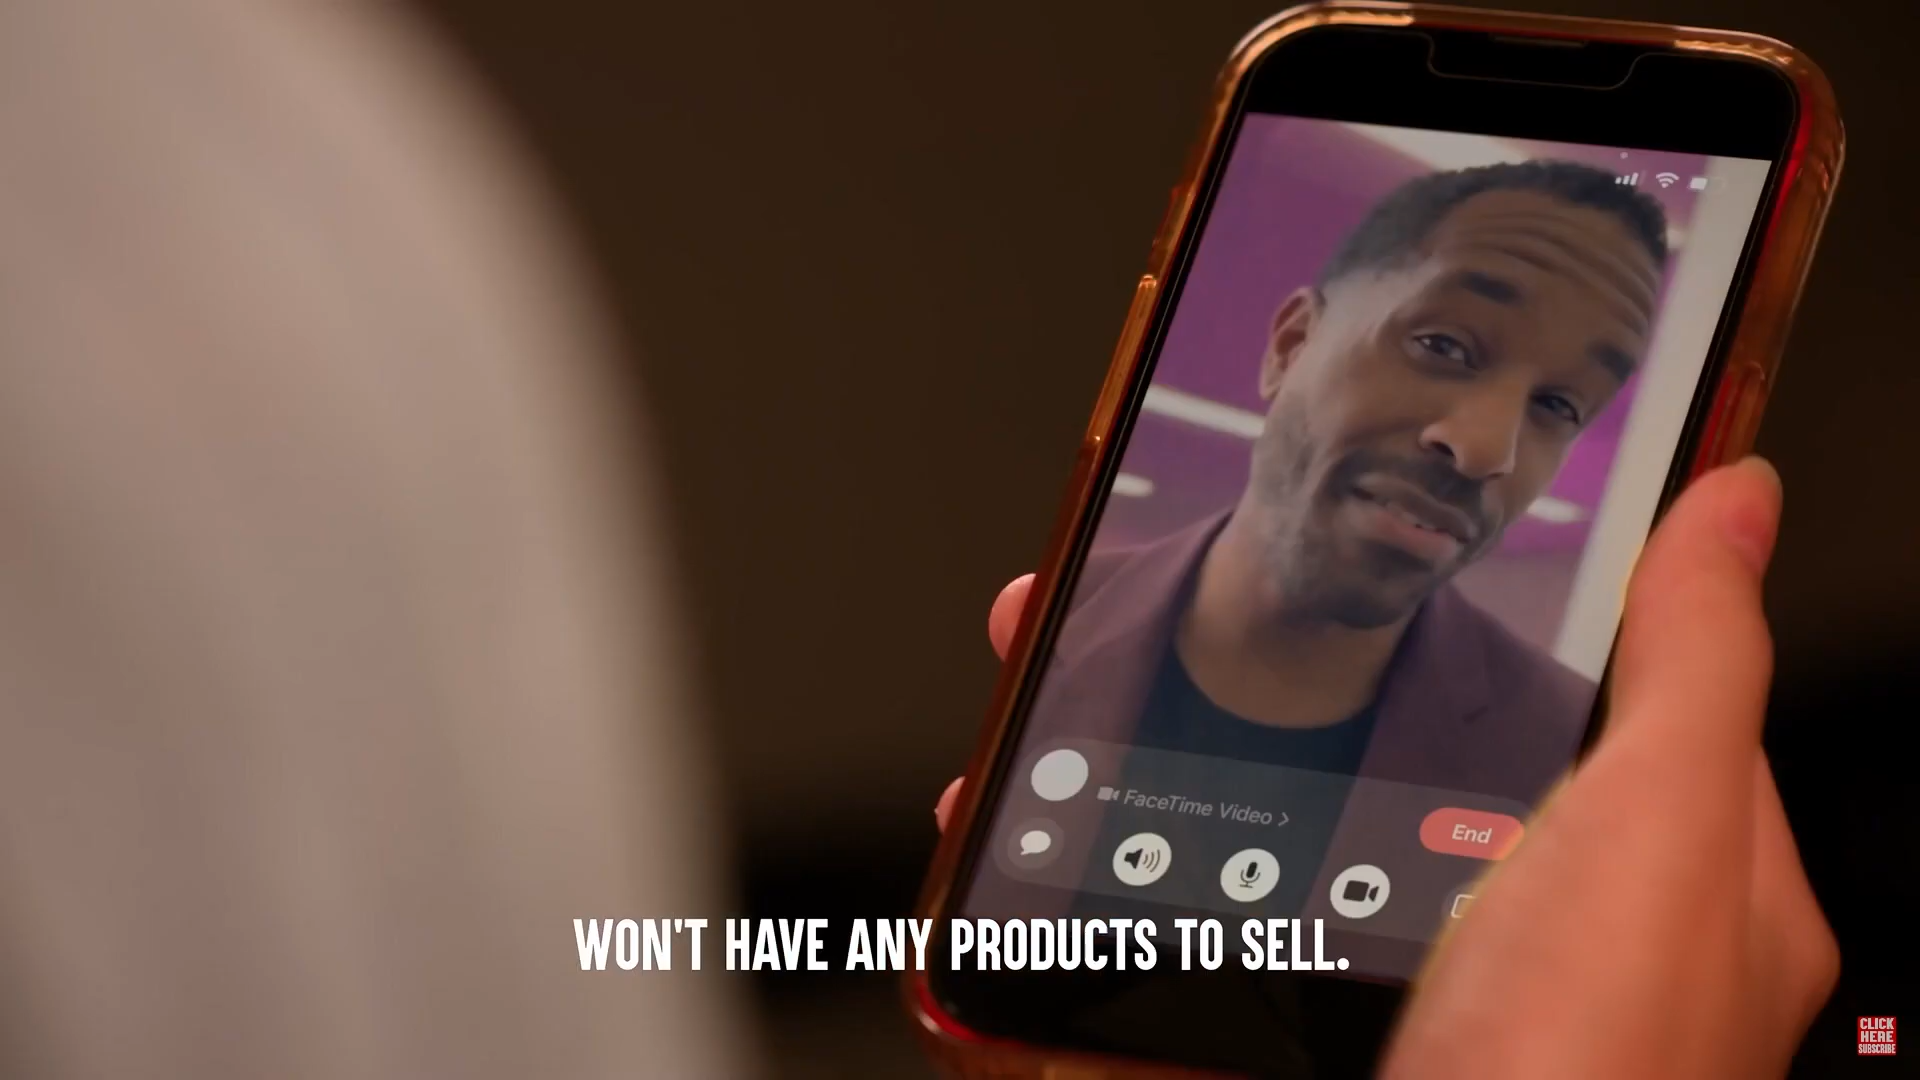 FaceTime Video >
End
WON'T HAVE ANY PRODUCTS TO SELL.
CLICK
HERE
SUBSCRIBE